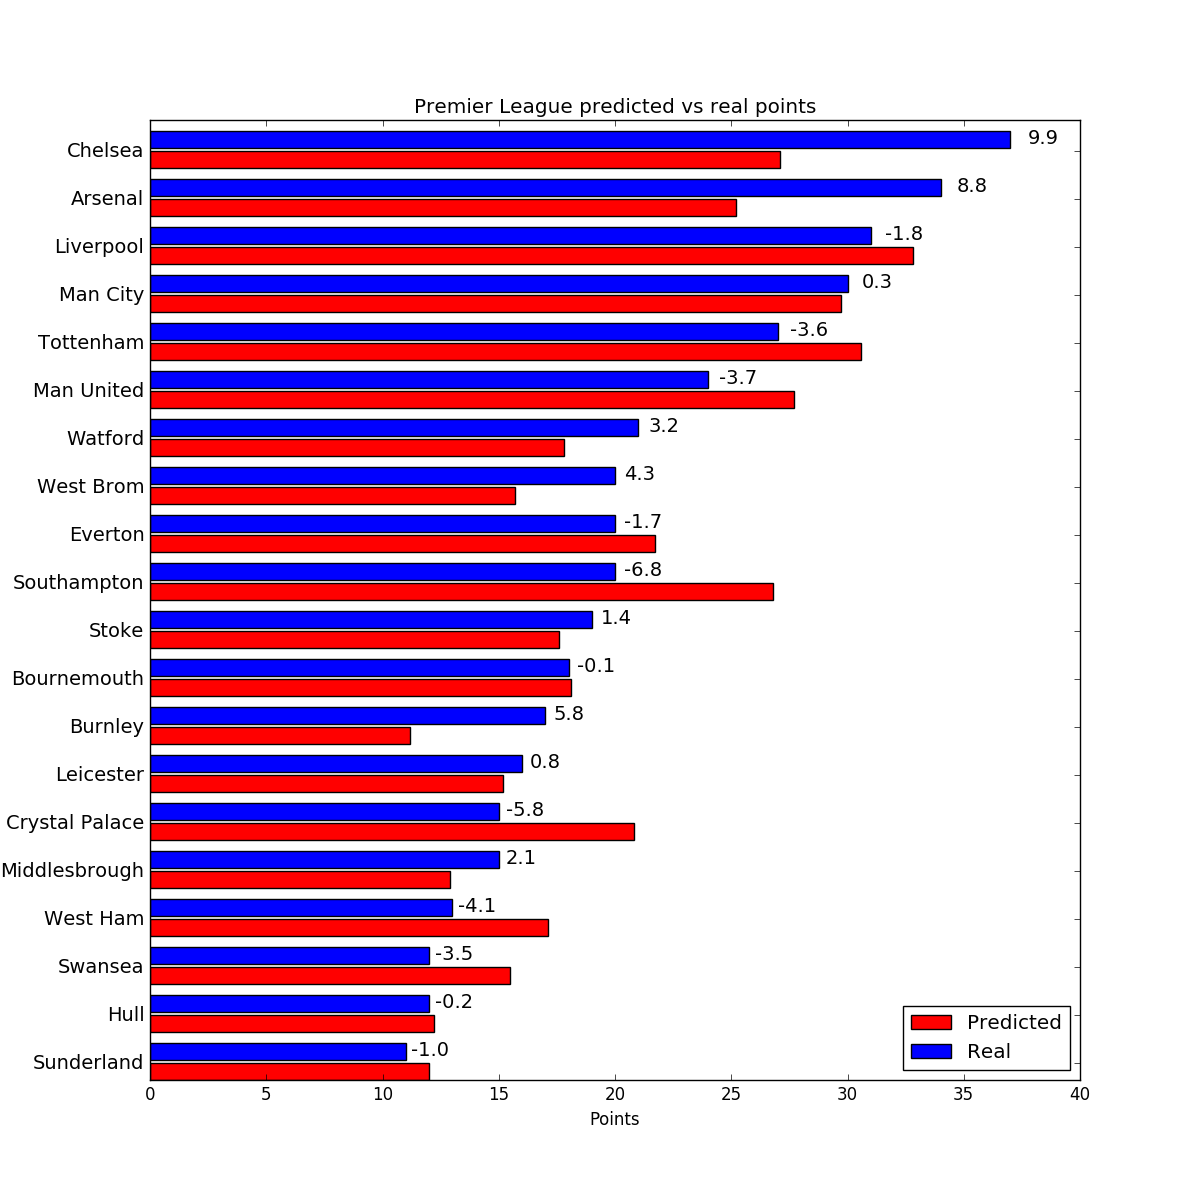 Premier League predicted vs real points
Chelsea 9.9
Arsenal 8.8
Liverpool -1.8
Man City 0.3
Tottenham -3.6
Man United -3.7
Watford 3.2
West Brom 4.3
Everton -1.7
Southampton -6.8
Stoke 1.4
Bournemouth -0.1
Burnley 5.8
Leicester 0.8
Crystal Palace -5.8
Middlesbrough 2.1
West Ham -4.1
Swansea -3.5
Hull -0.2
Sunderland -1.0
Predicted
Real
0 5 10 15 20 25 30 35 40
Points